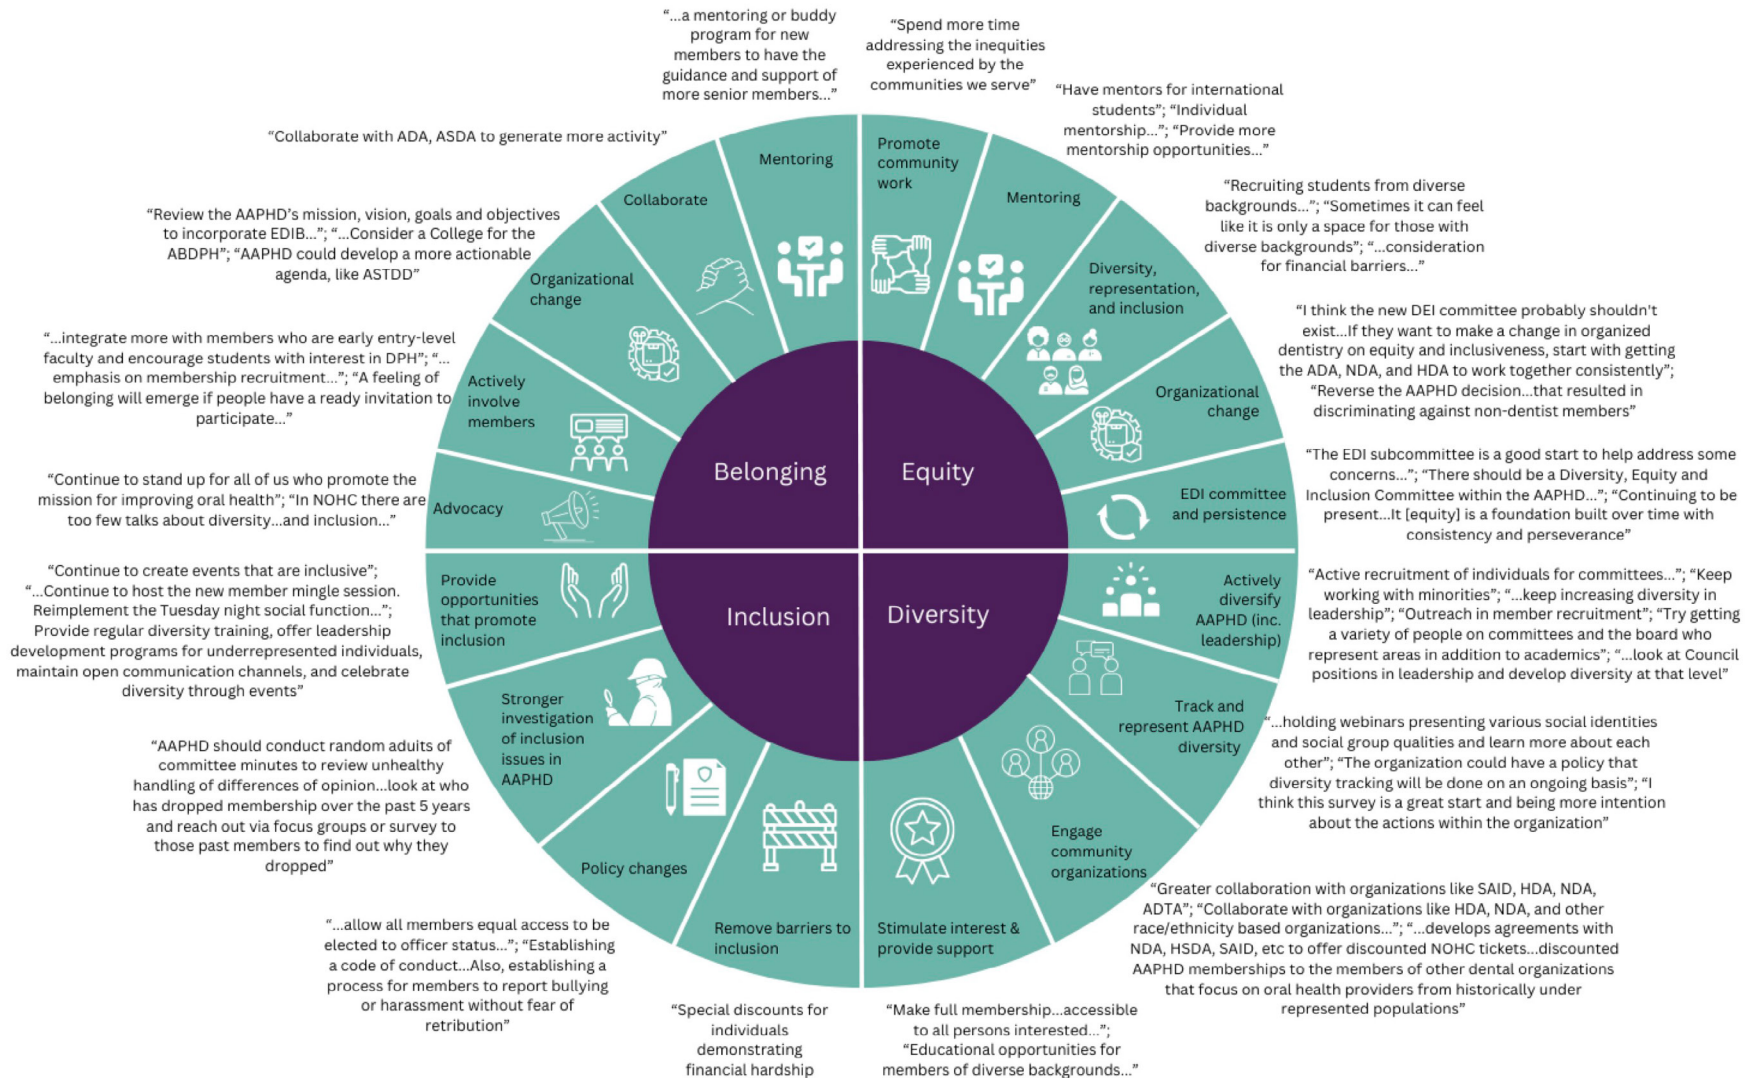 “...a mentoring or buddy
program for new
members to have the
guidance and support of
more senior members...”
“Spend more time
addressing the inequities
experienced by the
communities we serve”
“Have mentors for international
students”; “Individual
mentorship...”; “Provide more
mentorship opportunities...”
“Recruiting students from diverse
backgrounds...”; “Sometimes it can feel
like it is only a space for those with
diverse backgrounds”; “...consideration
for financial barriers...”
“I think the new DEI committee probably shouldn't
exist...If they want to make a change in organized
dentistry on equity and inclusiveness, start with getting
the ADA, NDA, and HDA to work together consistently”;
“Reverse the AAPHD decision...that resulted in
discriminating against non-dentist members”
“The EDI subcommittee is a good start to help address some
concerns...”; “There should be a Diversity, Equity and
Inclusion Committee within the AAPHD...”; “Continuing to be
present...It [equity] is a foundation built over time with
consistency and perseverance”
“Active recruitment of individuals for committees...”; “Keep
working with minorities”; “...keep increasing diversity in
leadership”; “Outreach in member recruitment”; “Try getting
a variety of people on committees and the board who
represent areas in addition to academics”; “...look at Council
positions in leadership and develop diversity at that level”
“...holding webinars presenting various social identities
and social group qualities and learn more about each
other”; “The organization could have a policy that
diversity tracking will be done on an ongoing basis”; “I
think this survey is a great start and being more intention
about the actions within the organization”
“Greater collaboration with organizations like SAID, HDA, NDA,
ADTA”; “Collaborate with organizations like HDA, NDA, and other
race/ethnicity based organizations...”; “...develops agreements with
NDA, HSDA, SAID, etc to offer discounted NOHC tickets...discounted
AAPHD memberships to the members of other dental organizations
that focus on oral health providers from historically under
represented populations”
“Make full membership...accessible
to all persons interested...”;
“Educational opportunities for
members of diverse backgrounds...”
“Special discounts for
individuals
demonstrating
financial hardship
“...allow all members equal access to be
elected to officer status...”; “Establishing
a code of conduct...Also, establishing a
process for members to report bullying
or harassment without fear of
retribution”
“AAPHD should conduct random aduits of
committee minutes to review unhealthy
handling of differences of opinion...look at who
has dropped membership over the past 5 years
and reach out via focus groups or survey to
those past members to find out why they
dropped”
“Continue to create events that are inclusive”;
“...Continue to host the new member mingle session.
Reimplement the Tuesday night social function...”;
Provide regular diversity training, offer leadership
development programs for underrepresented individuals,
maintain open communication channels, and celebrate
diversity through events”
“Continue to stand up for all of us who promote the
mission for improving oral health”; “In NOHC there are
too few talks about diversity...and inclusion...”
“...integrate more with members who are early entry-level
faculty and encourage students with interest in DPH”; “...
emphasis on membership recruitment...”; “A feeling of
belonging will emerge if people have a ready invitation to
participate...”
“Review the AAPHD’s mission, vision, goals and objectives
to incorporate EDIB...”; “...Consider a College for the
ABDPH”; “AAPHD could develop a more actionable
agenda, like ASTDD”
“Collaborate with ADA, ASDA to generate more activity”
Mentoring
Promote
community
work
Mentoring
Diversity,
representation,
and inclusion
Organizational
change
EDI committee
and persistence
Actively
diversify
AAPHD (inc.
leadership)
Track and
represent AAPHD
diversity
Engage
community
organizations
Stimulate interest &
provide support
Remove barriers to
inclusion
Policy changes
Stronger
investigation
of inclusion
issues in
AAPHD
Provide
opportunities
that promote
inclusion
Advocacy
Actively
involve
members
Organizational
change
Collaborate
Belonging
Equity
Inclusion
Diversity